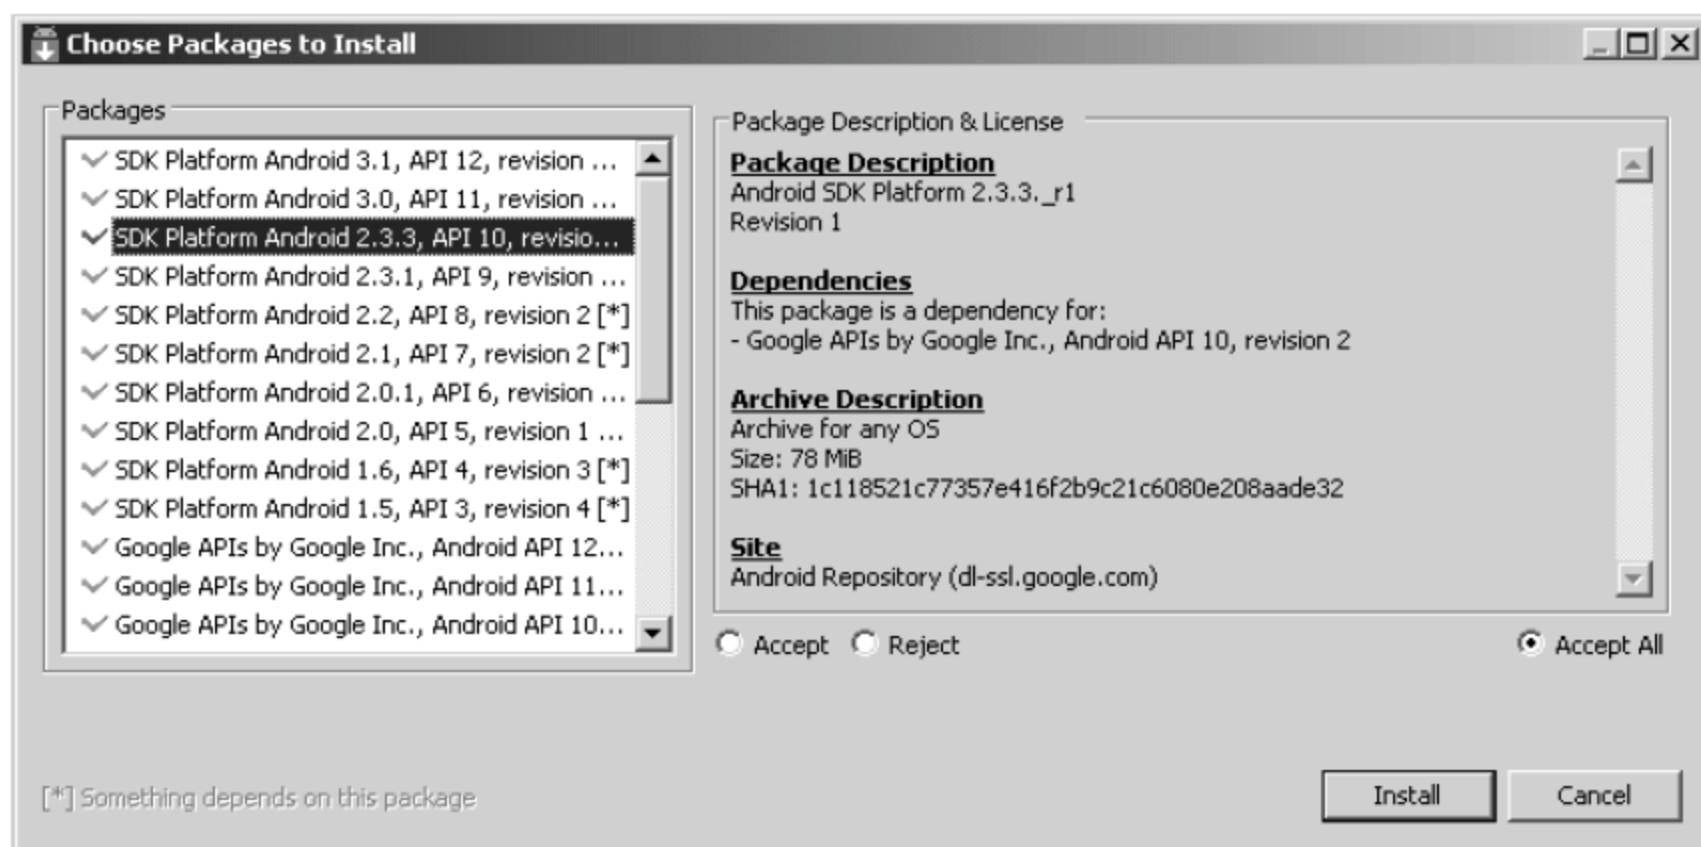 Choose Packages to Install
Packages
SDK Platform Android 3.1, API 12, revision ...
SDK Platform Android 3.0, API 11, revision ...
SDK Platform Android 2.3.3, API 10, revisio...
SDK Platform Android 2.3.1, API 9, revision ...
SDK Platform Android 2.2, API 8, revision 2 [*]
SDK Platform Android 2.1, API 7, revision 2 [*]
SDK Platform Android 2.0.1, API 6, revision ...
SDK Platform Android 2.0, API 5, revision 1 ...
SDK Platform Android 1.6, API 4, revision 3 [*]
SDK Platform Android 1.5, API 3, revision 4 [*]
Google APIs by Google Inc., Android API 12...
Google APIs by Google Inc., Android API 11...
Google APIs by Google Inc., Android API 10...
Package Description & License
Package Description
Android SDK Platform 2.3.3._r1
Revision 1
Dependencies
This package is a dependency for:
- Google APIs by Google Inc., Android API 10, revision 2
Archive Description
Archive for any OS
Size: 78 MiB
SHA1: 1c118521c77357e416f2b9c21c6080e208aade32
Site
Android Repository (dl-ssl.google.com)
Accept Reject Accept All
[*] Something depends on this package
Install Cancel